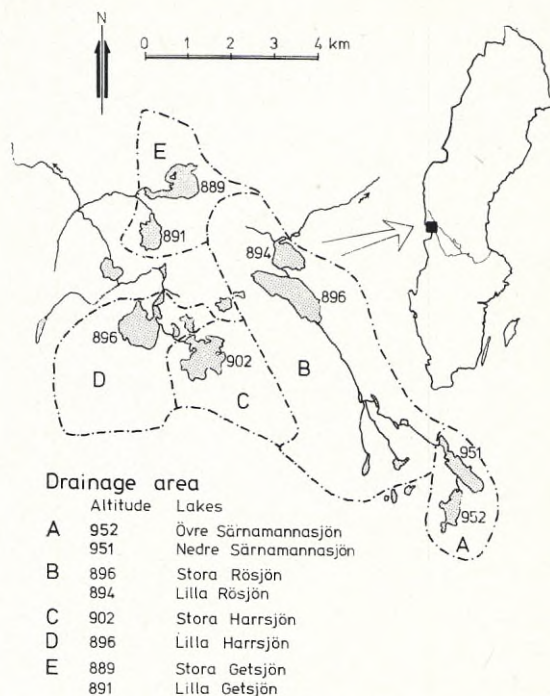 N
0 1 2 3 4 km
E
889
891
894
896
896
902
B
D
C
951
952
A
Drainage area
Altitude Lakes
A 952 Övre Särnamannasjön
951 Nedre Särnamannasjön
B 896 Stora Rösjön
894 Lilla Rösjön
C 902 Stora Harrsjön
D 896 Lilla Harrsjön
E 889 Stora Getsjön
891 Lilla Getsjön